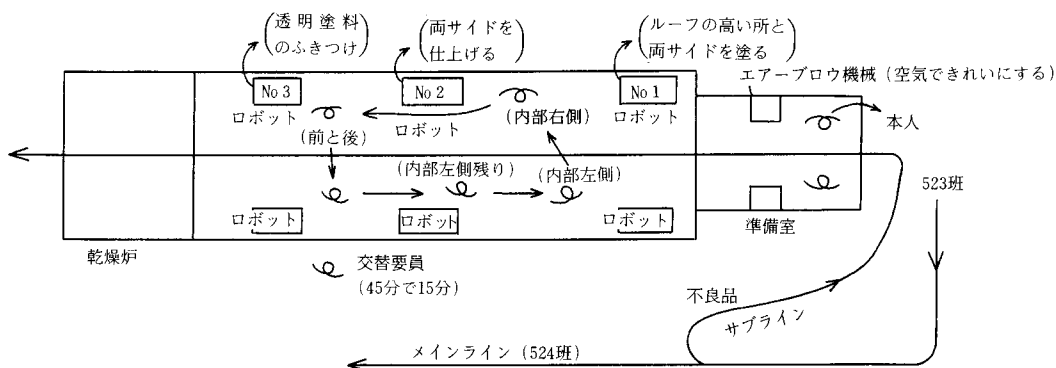 (透明塗料
のふきつけ)
(両サイドを
仕上げる)
(ルーフの高い所と
両サイドを塗る)
エアーブロウ機械(空気できれいにする)
No3
No2
No1
ロボット
ロボット
(内部右側)
ロボット
本人
(前と後)
(内部左側残り)
(内部左側)
523班
ロボット
ロボット
ロボット
準備室
乾燥炉
交替要員
(45分で15分)
不良品
サブライン
メインライン(524班)